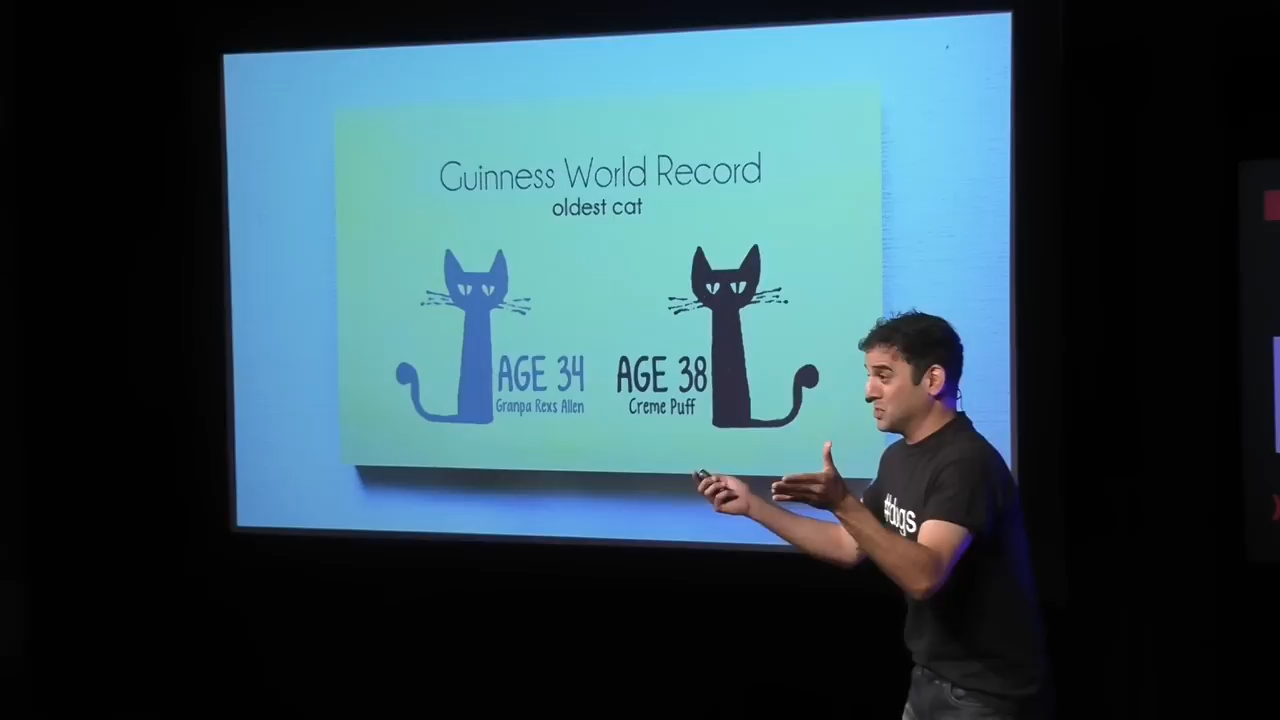 Guinness World Record
oldest cat
AGE 34
Granpa Rexs Allen
AGE 38
Creme Puff
#dogs